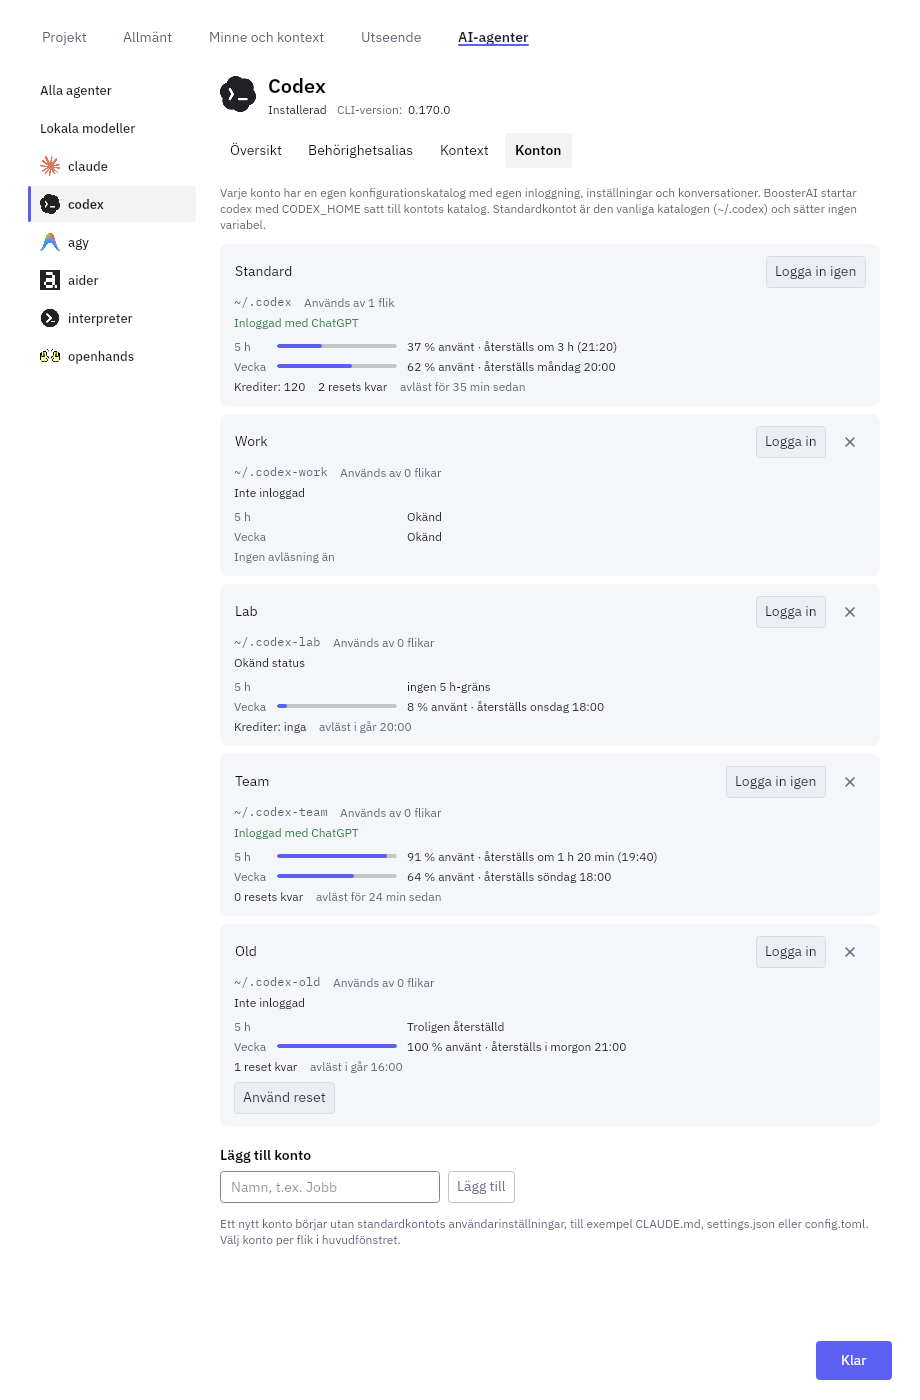 Projekt Allmänt Minne och kontext Utseende AI-agenter
Alla agenter
Lokala modeller
claude
codex
agy
aider
interpreter
openhands
Codex
Installerad CLI-version: 0.170.0
Översikt Behörighetsalias Kontext Konton
Varje konto har en egen konfigurationskatalog med egen inloggning, inställningar och konversationer. BoosterAI startar
codex med CODEX_HOME satt till kontots katalog. Standardkontot är den vanliga katalogen (~/.codex) och sätter ingen
variabel.
Standard Logga in igen
~/.codex Används av 1 flik
Inloggad med ChatGPT
5 h 37 % använt · återställs om 3 h (21:20)
Vecka 62 % använt · återställs måndag 20:00
Krediter: 120 2 resets kvar avläst för 35 min sedan
Work Logga in
~/.codex-work Används av 0 flikar
Inte inloggad
5 h Okänd
Vecka Okänd
Ingen avläsning än
Lab Logga in
~/.codex-lab Används av 0 flikar
Okänd status
5 h ingen 5 h-gräns
Vecka 8 % använt · återställs onsdag 18:00
Krediter: inga avläst i går 20:00
Team Logga in igen
~/.codex-team Används av 0 flikar
Inloggad med ChatGPT
5 h 91 % använt · återställs om 1 h 20 min (19:40)
Vecka 64 % använt · återställs söndag 18:00
0 resets kvar avläst för 24 min sedan
Old Logga in
~/.codex-old Används av 0 flikar
Inte inloggad
5 h Troligen återställd
Vecka 100 % använt · återställs i morgon 21:00
1 reset kvar avläst i går 16:00
Använd reset
Lägg till konto
Namn, t.ex. Jobb Lägg till
Ett nytt konto börjar utan standardkontots användarinställningar, till exempel CLAUDE.md, settings.json eller config.toml.
Välj konto per flik i huvudfönstret.
Klar